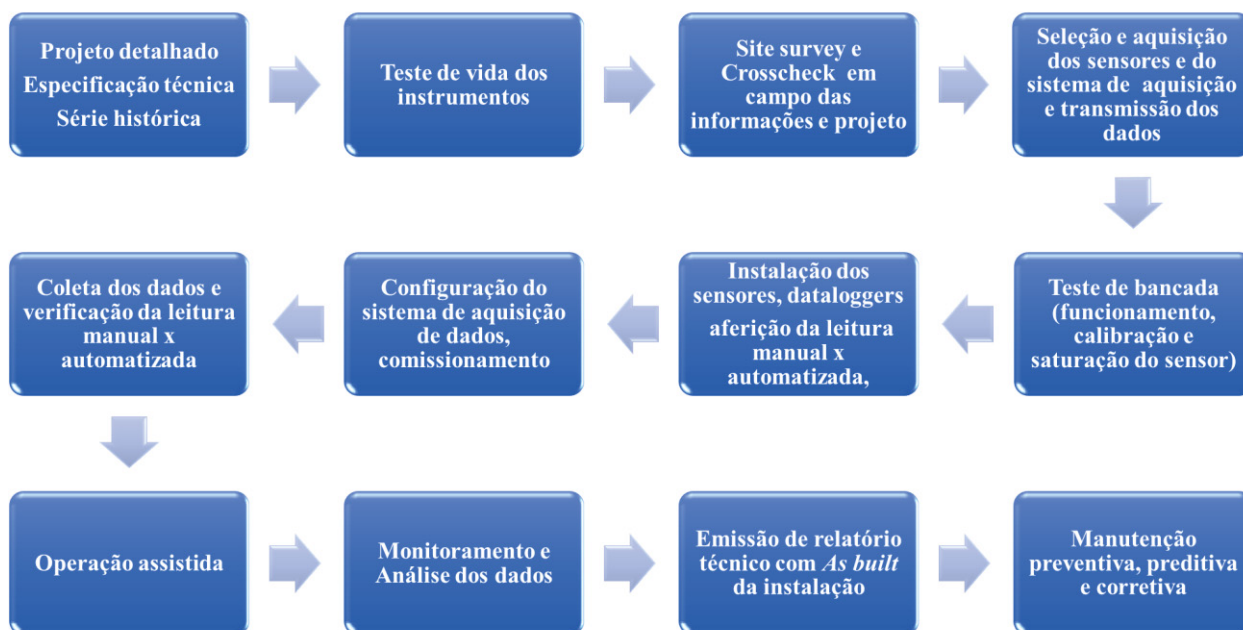 Projeto detalhado
Especificação técnica
Série histórica
Teste de vida dos
instrumentos
Site survey e
Crosscheck em
campo das
informações e projeto
Seleção e aquisição
dos sensores e do
sistema de aquisição
e transmissão dos
dados
Teste de bancada
(funcionamento,
calibração e
saturação do sensor)
Instalação dos
sensores, dataloggers
aferição da leitura
manual x
automatizada,
Configuração do
sistema de aquisição
de dados,
comissionamento
Coleta dos dados e
verificação da leitura
manual x
automatizada
Operação assistida
Monitoramento e
Análise dos dados
Emissão de relatório
técnico com As built
da instalação
Manutenção
preventiva, preditiva
e corretiva